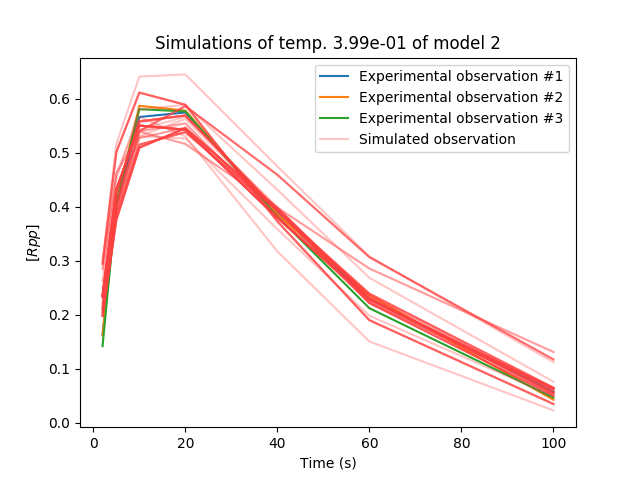 Simulations of temp. 3.99e-01 of model 2
Experimental observation #1
Experimental observation #2
Experimental observation #3
Simulated observation
[Rpp]
0.6
0.5
0.4
0.3
0.2
0.1
0.0
0 20 40 60 80 100
Time (s)